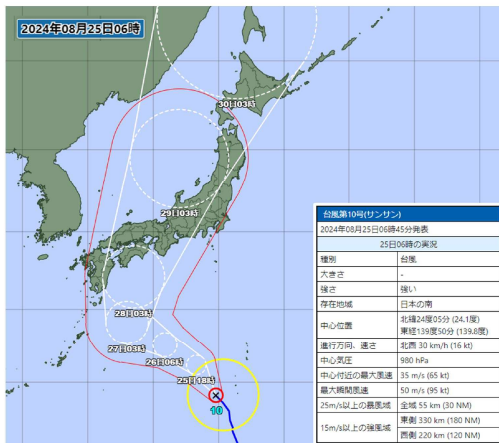 2024年08月25日06時
30日03時
29日03時
28日03時
27日03時
26日06時
25日18時
10
台風第10号(サンサン)
2024年08月25日06時45分発表
25日06時の実況
種別 台風
大きさ -
強さ 強い
存在地域 日本の南
中心位置 北緯24度05分 (24.1度)
東経139度50分 (139.8度)
進行方向、速さ 北西 30 km/h (16 kt)
中心気圧 980 hPa
中心付近の最大風速 35 m/s (65 kt)
最大瞬間風速 50 m/s (95 kt)
25m/s以上の暴風域 全域 55 km (30 NM)
15m/s以上の強風域 東側 330 km (180 NM)
西側 220 km (120 NM)